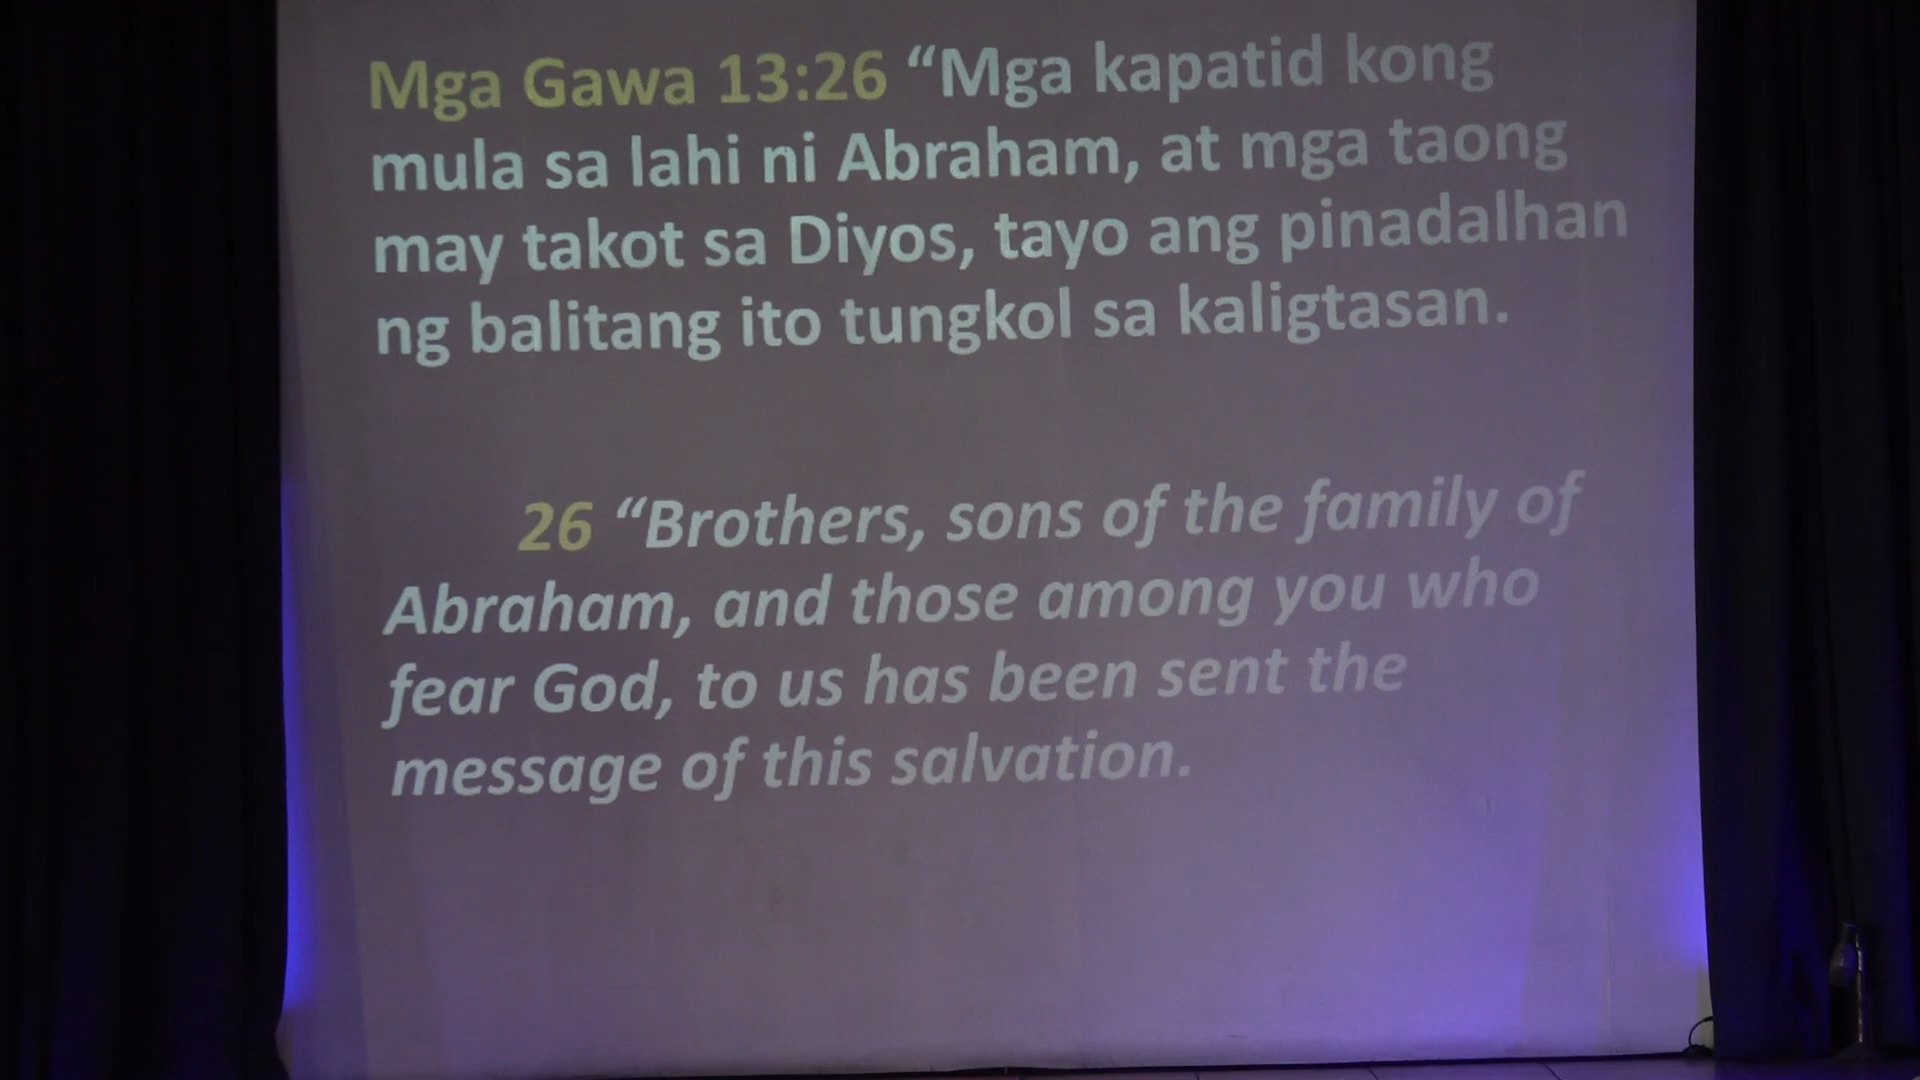 Mga Gawa 13:26 “Mga kapatid kong
mula sa lahi ni Abraham, at mga taong
may takot sa Diyos, tayo ang pinadalhan
ng balitang ito tungkol sa kaligtasan.
26 “Brothers, sons of the family of
Abraham, and those among you who
fear God, to us has been sent the
message of this salvation.